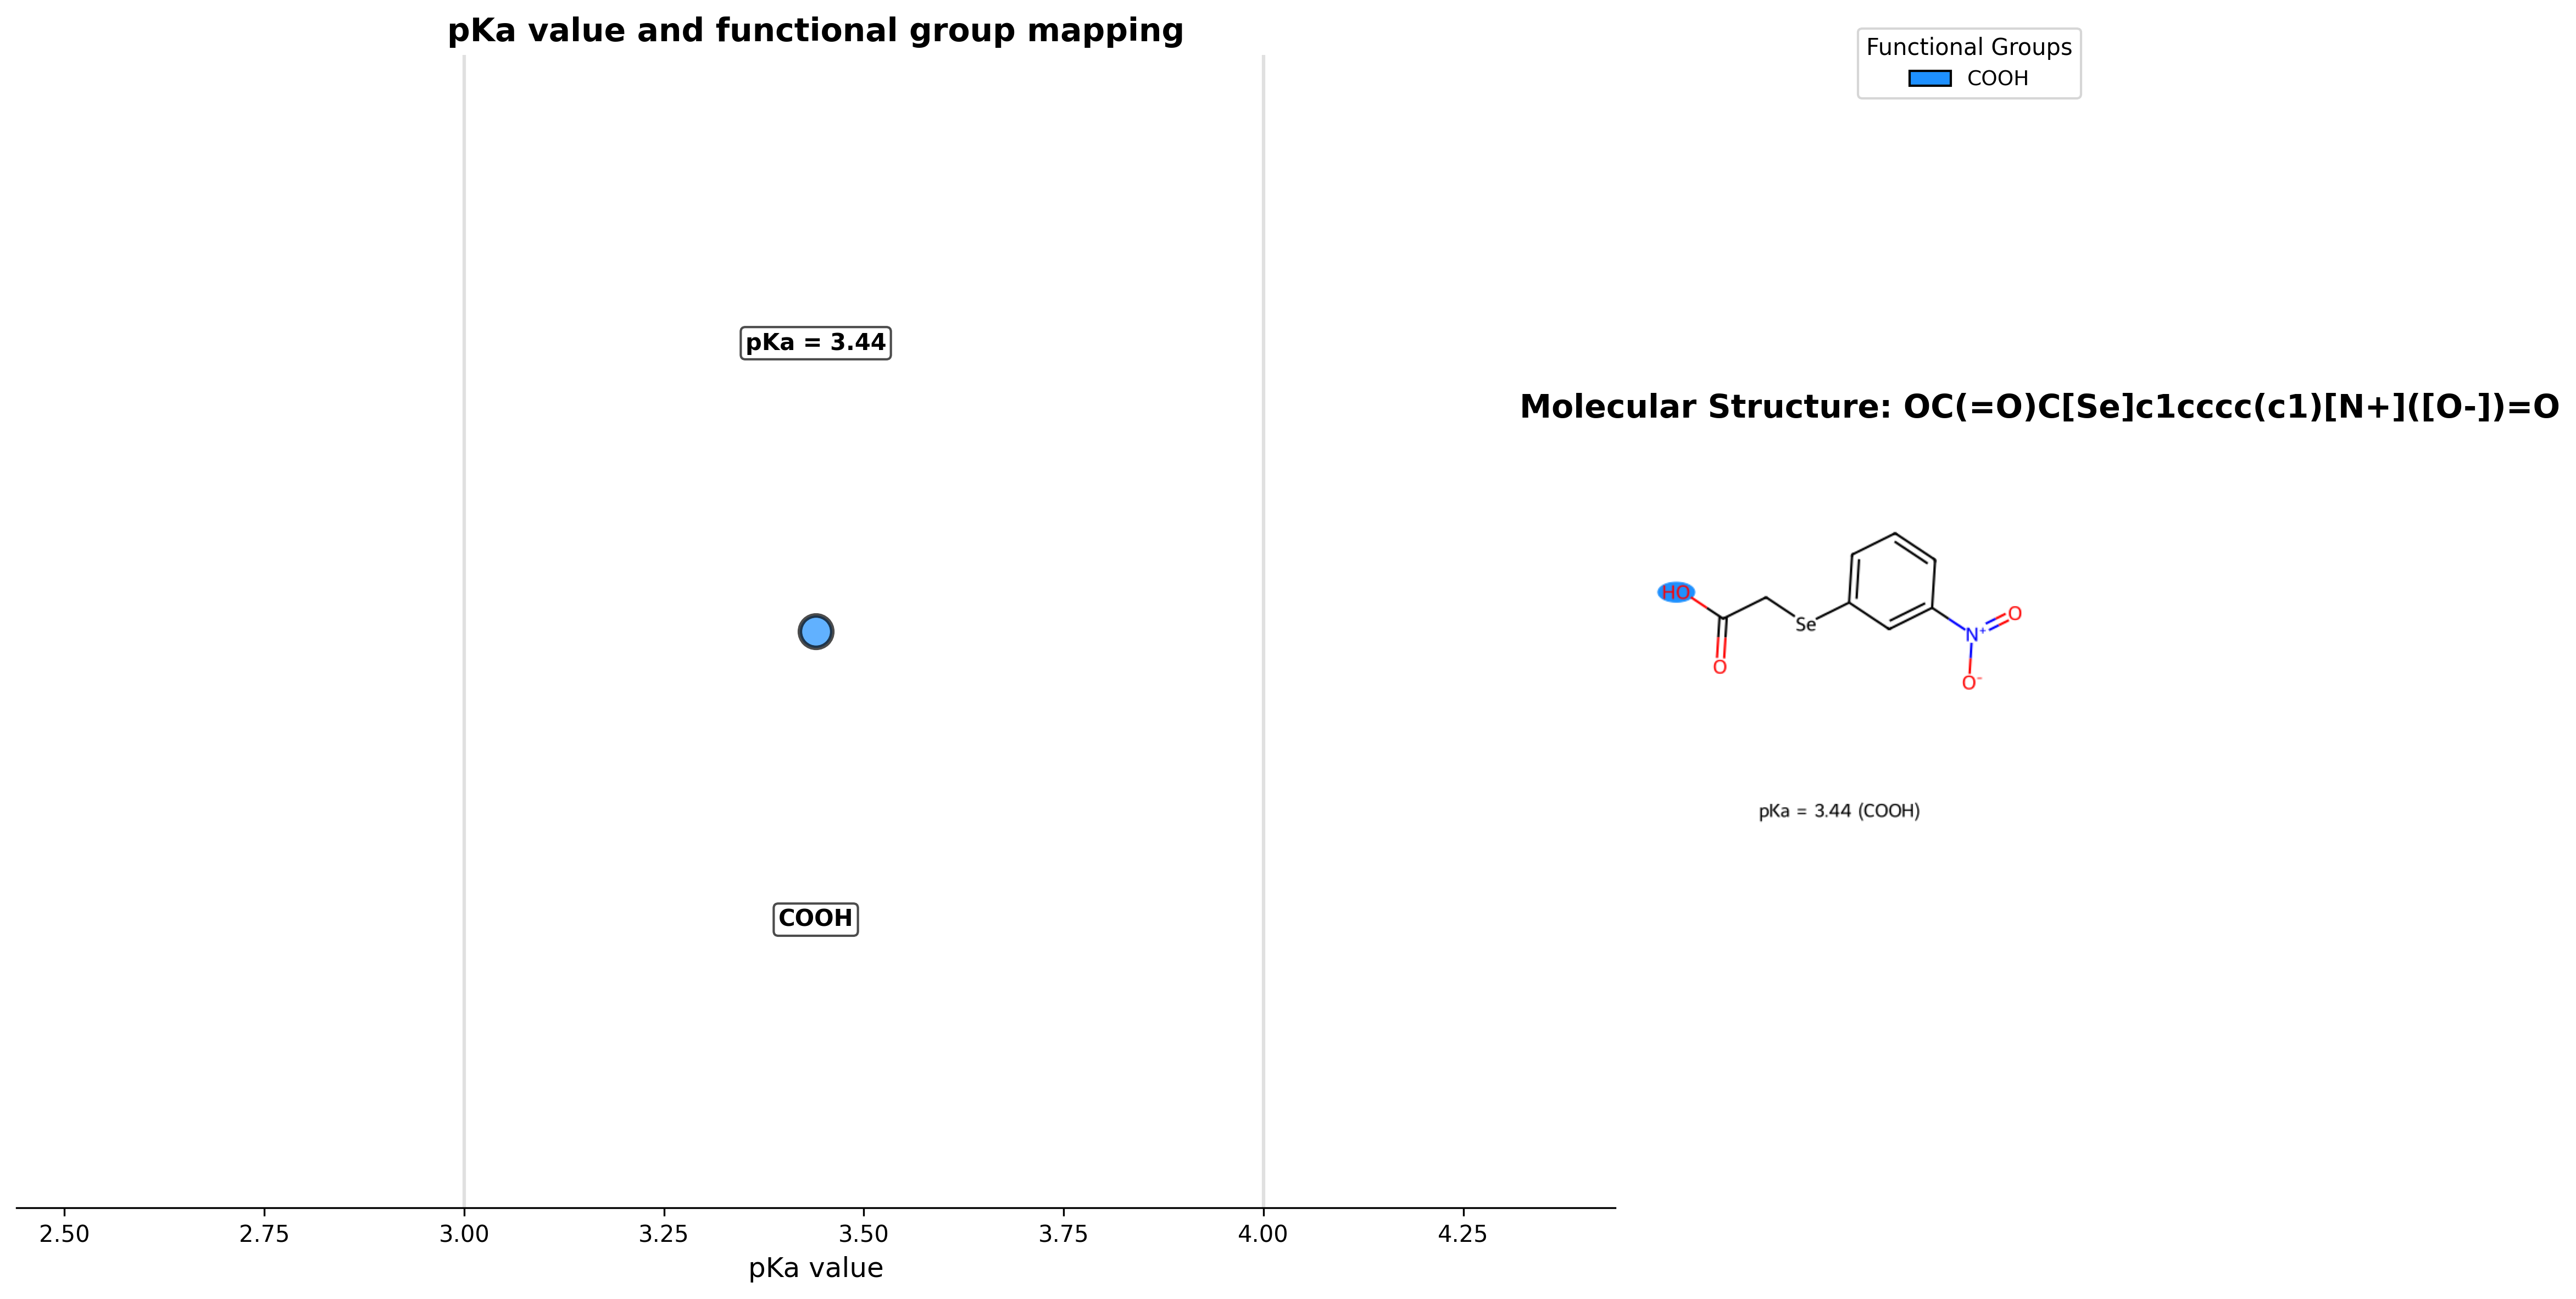 pKa value and functional group mapping
pKa = 3.44
COOH
2.50 2.75 3.00 3.25 3.50 3.75 4.00 4.25
pKa value
Functional Groups
COOH
Molecular Structure: OC(=O)C[Se]c1cccc(c1)[N+]([O-])=O
HO
O
Se
N+
O
O-
pKa = 3.44 (COOH)